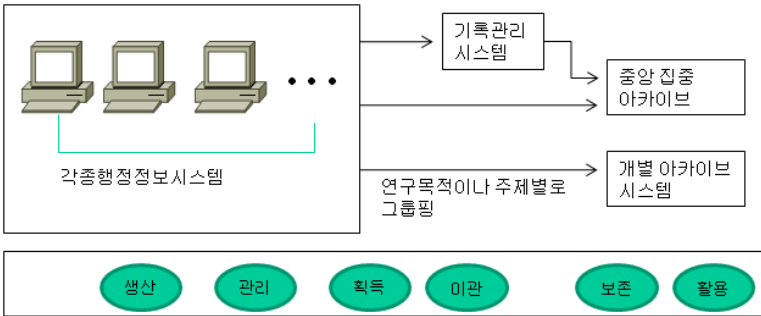 기록관리
시스템
중앙 집중
아카이브
각종행정정보시스템
연구목적이나 주제별로
그룹핑
개별 아카이브
시스템
생산 관리 획득 이관 보존 활용